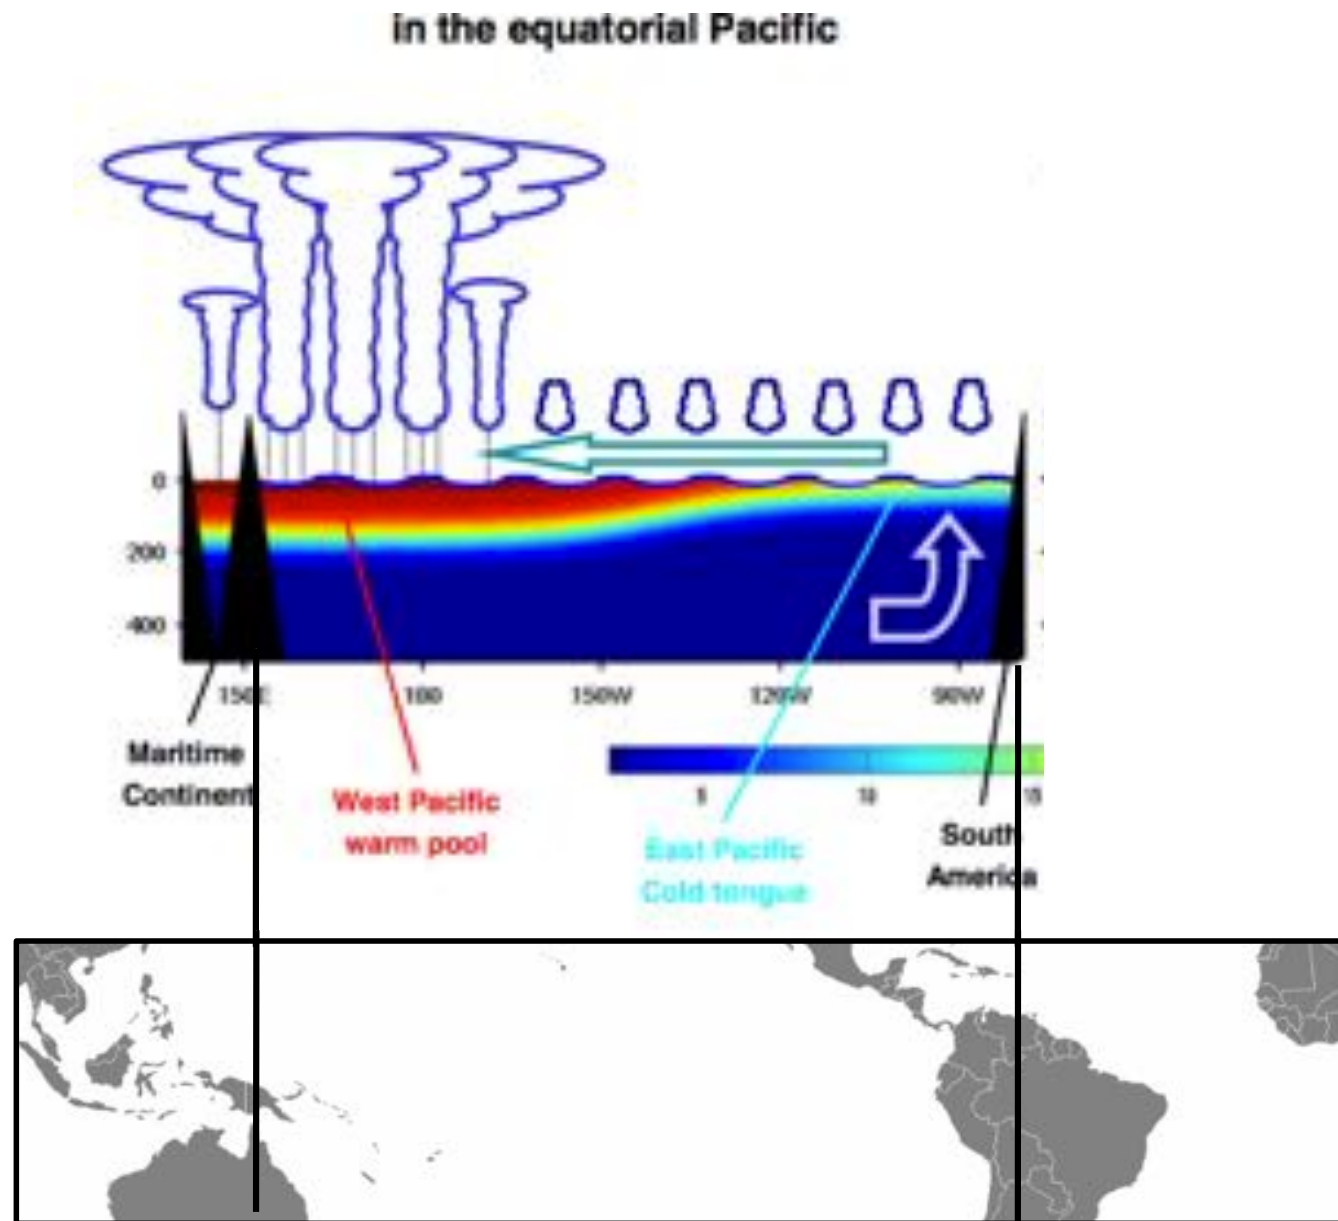 in the equatorial Pacific
0
200
400
150E 180 150W 120W 90W
Maritime
Continent
5 10 15
West Pacific
warm pool
East Pacific
Cold tongue
South
America